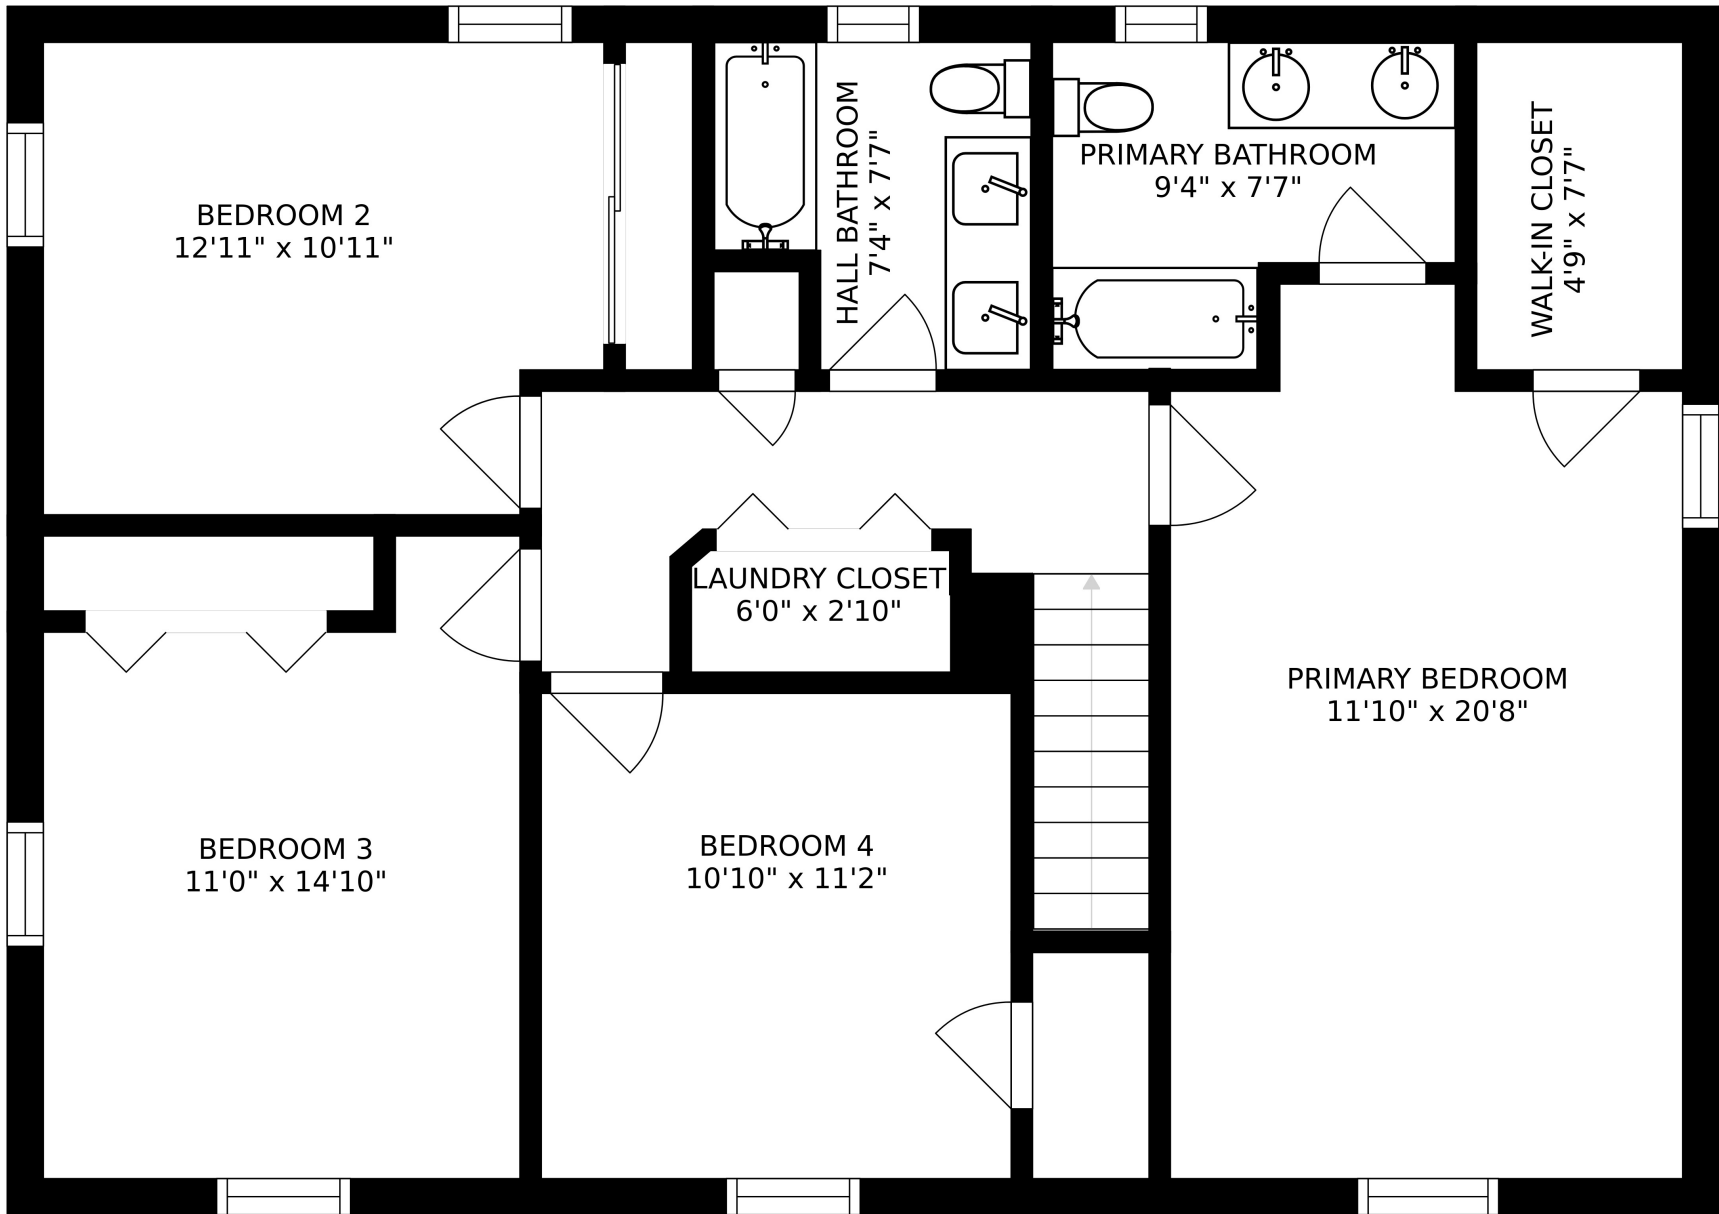 BEDROOM 2
12'11" x 10'11"
HALL BATHROOM
7'4" x 7'7"
PRIMARY BATHROOM
9'4" x 7'7"
WALK-IN CLOSET
4'9" x 7'7"
LAUNDRY CLOSET
6'0" x 2'10"
PRIMARY BEDROOM
11'10" x 20'8"
BEDROOM 3
11'0" x 14'10"
BEDROOM 4
10'10" x 11'2"